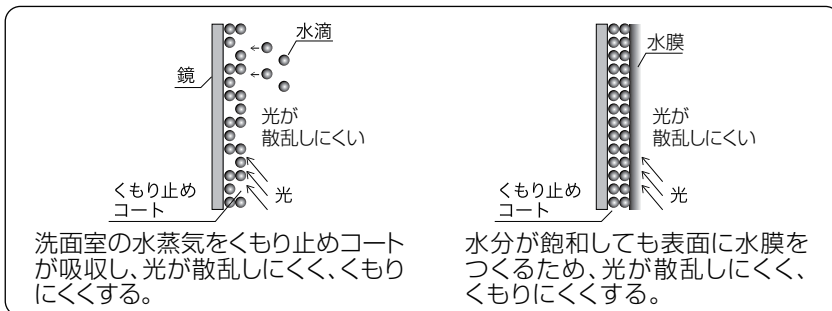 水滴
鏡
光が
散乱しにくい
くもり止め
コート
光
洗面室の水蒸気をくもり止めコート
が吸収し、光が散乱しにくく、くもり
にくくする。
水膜
光が
散乱しにくい
くもり止め
コート
光
水分が飽和しても表面に水膜を
つくるため、光が散乱しにくく、
くもりにくくする。